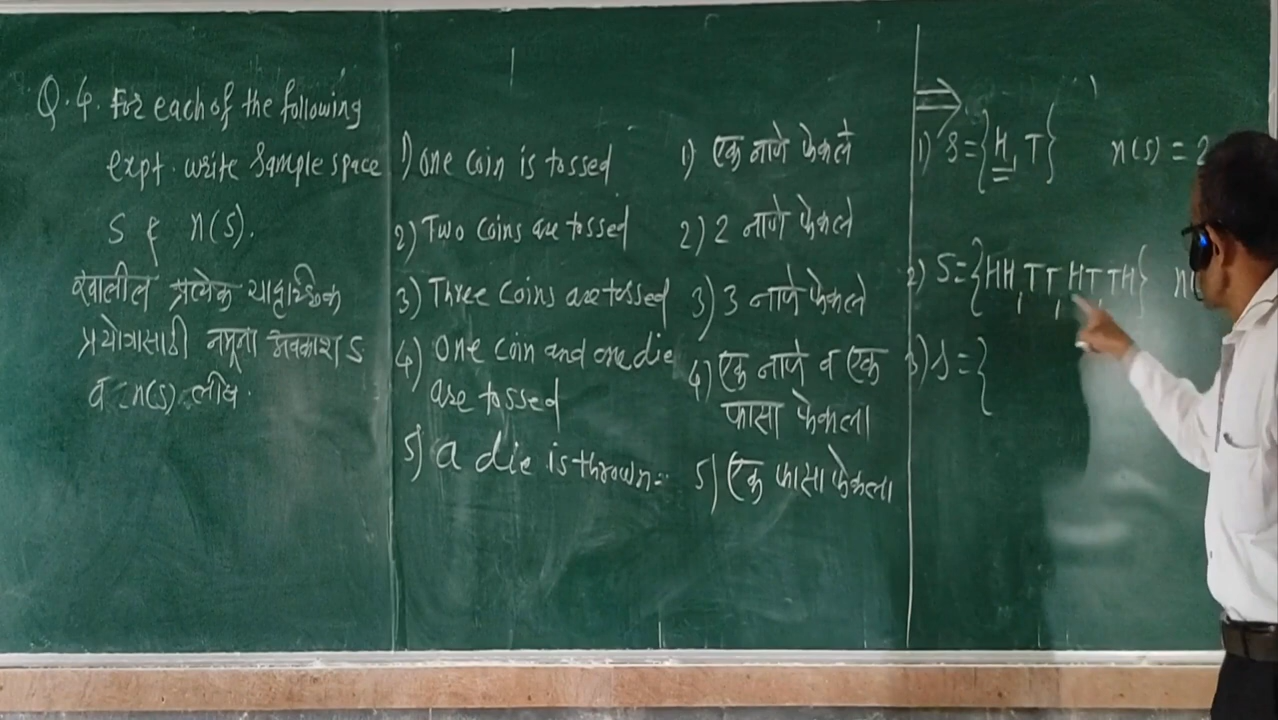 Q.4. For each of the following
expt. write Sample space
S & n(S).
खालील प्रत्येक यादृच्छिक
प्रयोगासाठी नमूना अवकाश S
व n(S) लीव.
1) One coin is tossed
2) Two coins are tossed
3) Three coins are tossed
4) One coin and one die
are tossed
5) a die is thrown.
1) एक नाणे फेकले
2) 2 नाणे फेकले
3) 3 नाणे फेकले
4) एक नाणे व एक
फासा फेकला
5) एक फासा फेकला
1) S = {H, T} n(S) = 2
2) S = {HH, TT, HT, TH} n(
3) S = {